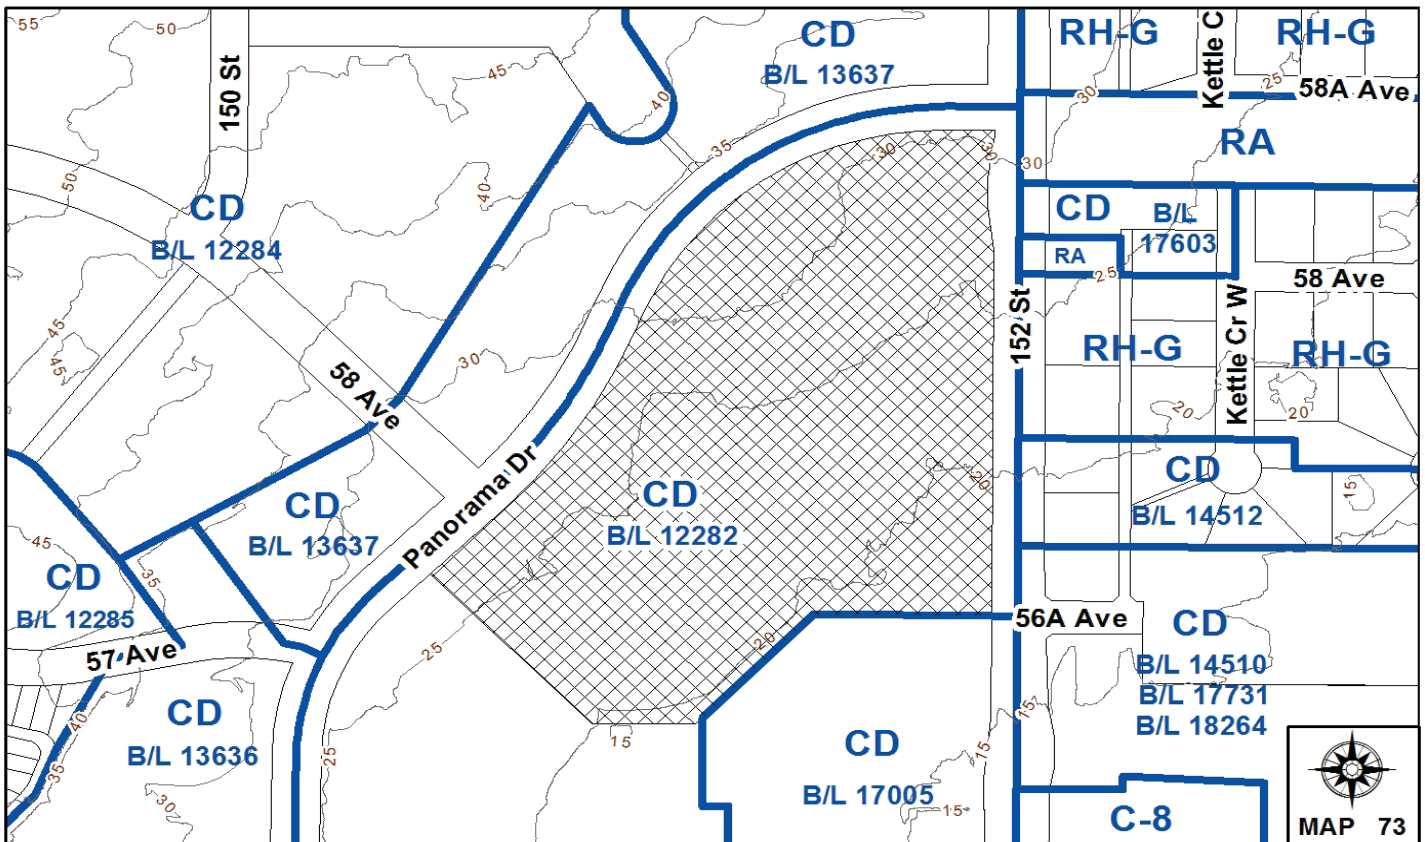 55
50
150 St
45
40
CD
B/L 13637
RH-G
Kettle C
RH-G
30
25
58A Ave
RA
35
30
30
30
50
40
CD
B/L 12284
CD
B/L
17603
RA
25
58 Ave
45
45
30
58 Ave
152 St
RH-G
Kettle Cr W
RH-G
20
20
Panorama Dr
CD
B/L 12282
20
CD
B/L 14512
15
CD
B/L 13637
45
CD
B/L 12285
35
57 Ave
25
20
56A Ave
CD
B/L 14510
B/L 17731
B/L 18264
40
35
CD
B/L 13636
30
25
15
CD
B/L 17005
15
15
15
C-8
MAP 73